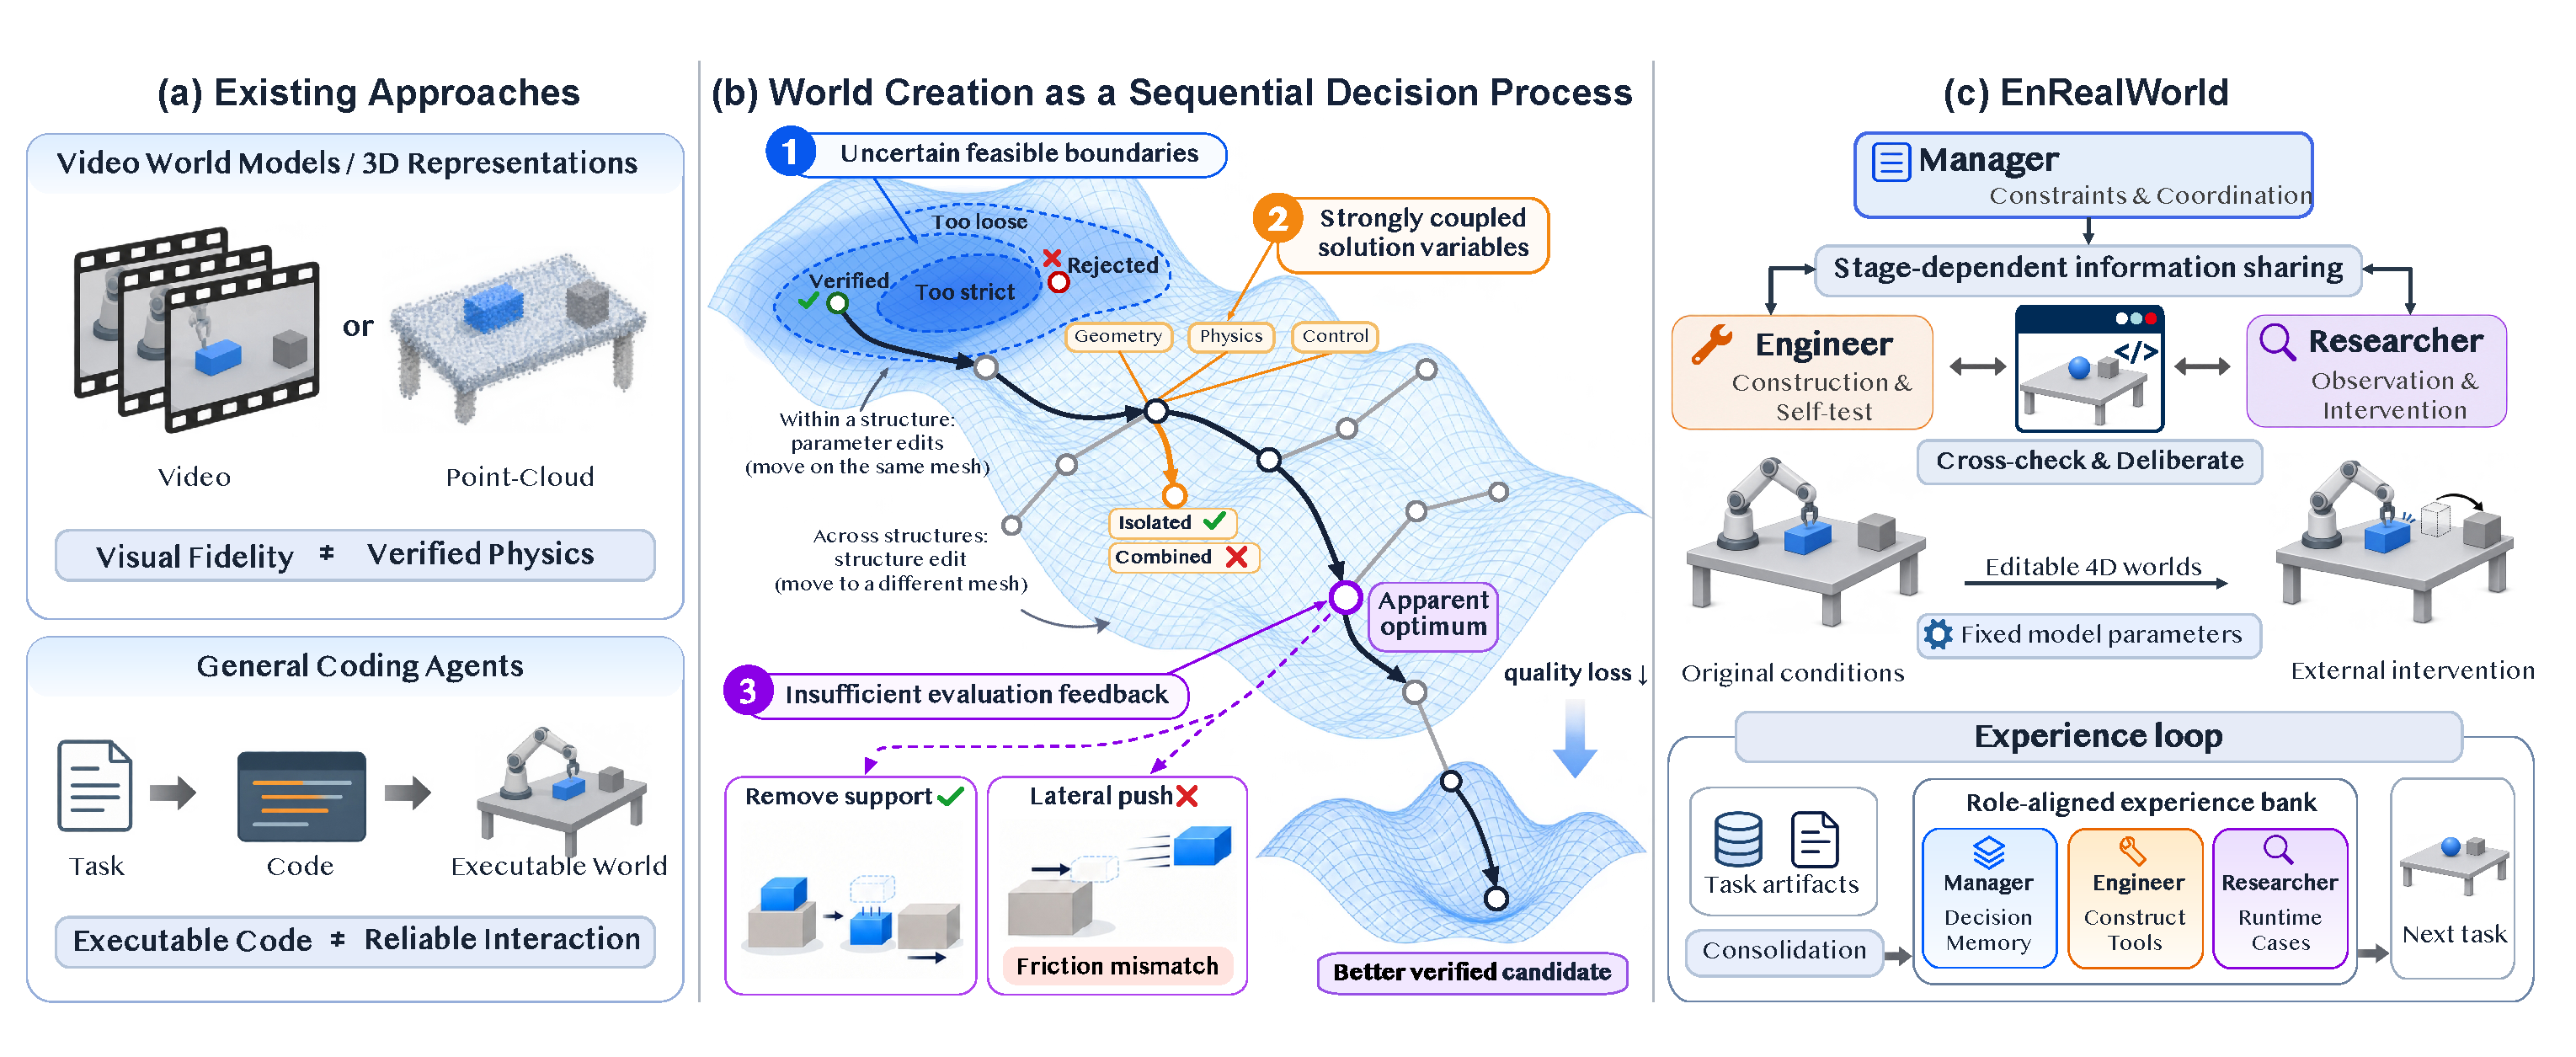 (a) Existing Approaches
Video World Models / 3D Representations
or
Video
Point-Cloud
Visual Fidelity ≠ Verified Physics
General Coding Agents
Task
Code
Executable World
Executable Code ≠ Reliable Interaction
(b) World Creation as a Sequential Decision Process
1
Uncertain feasible boundaries
Too loose
Rejected
Verified
Too strict
2
Strongly coupled
solution variables
Geometry
Physics
Control
Within a structure:
parameter edits
(move on the same mesh)
Isolated
Combined
Across structures:
structure edit
(move to a different mesh)
Apparent
optimum
3
Insufficient evaluation feedback
quality loss ↓
Remove support
Lateral push
Friction mismatch
Better verified candidate
(c) EnRealWorld
Manager
Constraints & Coordination
Stage-dependent information sharing
Engineer
Construction &
Self-test
</>
Researcher
Observation &
Intervention
Cross-check & Deliberate
Editable 4D worlds
Fixed model parameters
Original conditions
External intervention
Experience loop
Task artifacts
Consolidation
Role-aligned experience bank
Manager
Decision
Memory
Engineer
Construct
Tools
Researcher
Runtime
Cases
Next task